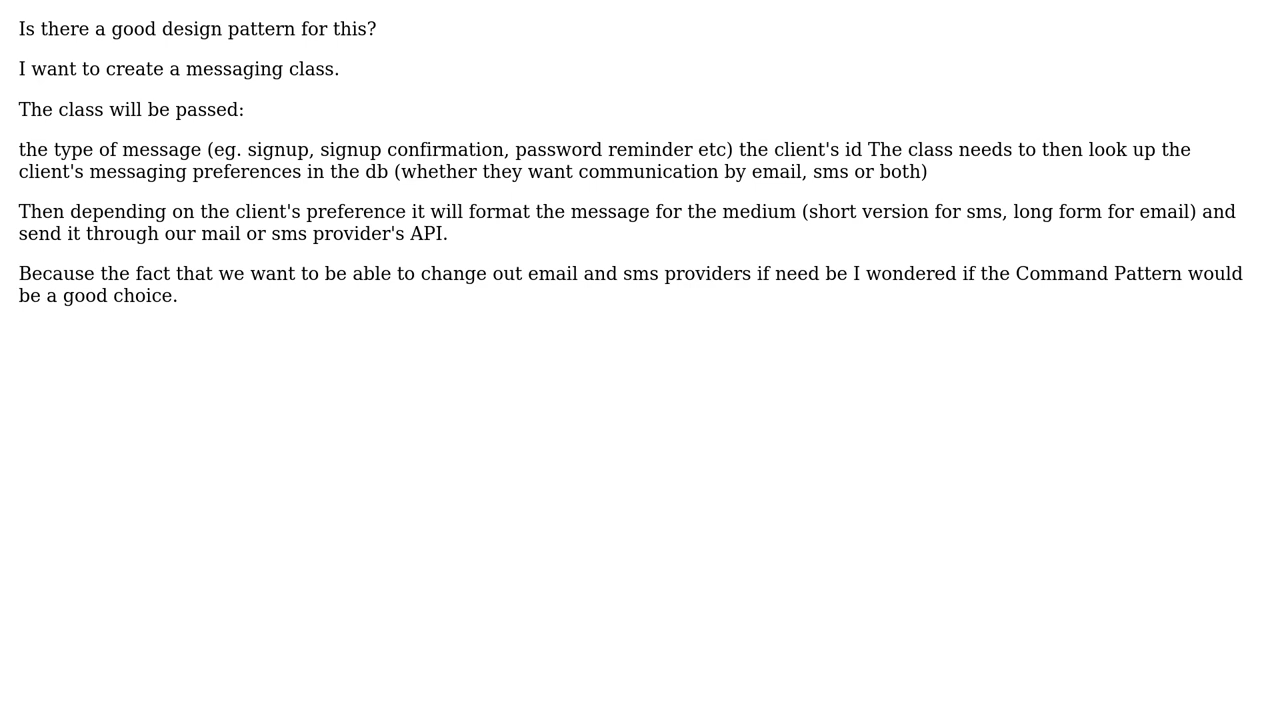 Is there a good design pattern for this?
I want to create a messaging class.
The class will be passed:
the type of message (eg. signup, signup confirmation, password reminder etc) the client's id The class needs to then look up the
client's messaging preferences in the db (whether they want communication by email, sms or both)
Then depending on the client's preference it will format the message for the medium (short version for sms, long form for email) and
send it through our mail or sms provider's API.
Because the fact that we want to be able to change out email and sms providers if need be I wondered if the Command Pattern would
be a good choice.